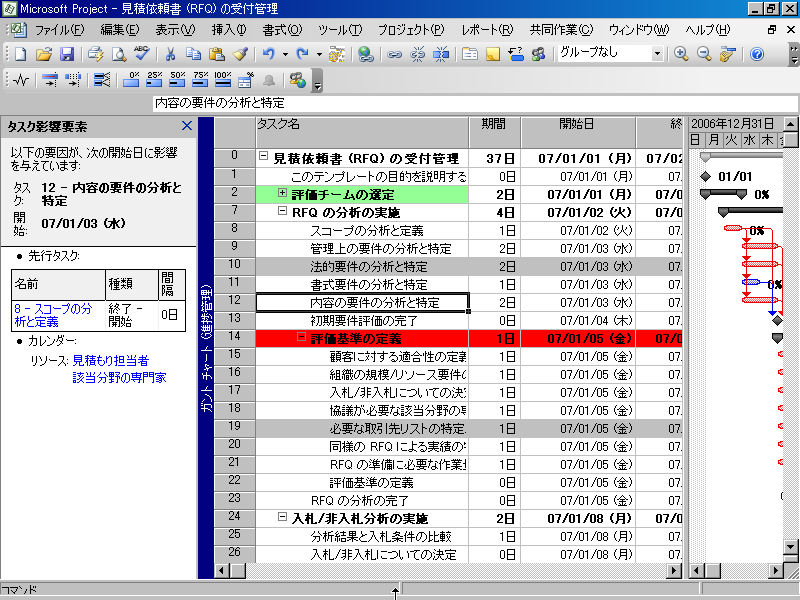 Microsoft Project - 見積依頼書 (RFQ) の受付管理
ファイル(F) 編集(E) 表示(V) 挿入(I) 書式(O) ツール(T) プロジェクト(P) レポート(R) 共同作業(C) ウィンドウ(W) ヘルプ(H)
グループなし
0% 25% 50% 75% 100%
内容の要件の分析と特定
タスク影響要素
以下の要因が、次の開始日に影響
を与えています:
タスク: 12 - 内容の要件の分析と特定
開始: 07/01/03 (水)
先行タスク:
名前 種類 間隔
8 - スコープの分析と定義 終了 - 開始 0日
カレンダー:
リソース: 見積もり担当者
該当分野の専門家
ガント チャート (進捗管理)
タスク名 期間 開始日 終
2006年12月31日
日 月 火 水 木 金
0 見積依頼書 (RFQ) の受付管理 37日 07/01/01 (月) 07/02
1 このテンプレートの目的を説明する 0日 07/01/01 (月) 07.
2 評価チームの選定 2日 07/01/01 (月) 07/0
7 RFQ の分析の実施 4日 07/01/02 (火) 07/0
8 スコープの分析と定義 1日 07/01/02 (火) 07.
9 管理上の要件の分析と特定 2日 07/01/03 (水) 07.
10 法的要件の分析と特定 2日 07/01/03 (水) 07.
11 書式要件の分析と特定 1日 07/01/03 (水) 07.
12 内容の要件の分析と特定 2日 07/01/03 (水) 07.
13 初期要件評価の完了 0日 07/01/04 (木) 07.
14 評価基準の定義 1日 07/01/05 (金) 07/0
15 顧客に対する適合性の定義 1日 07/01/05 (金) 07.
16 組織の規模/リソース要件の 1日 07/01/05 (金) 07.
17 入札/非入札についての決 1日 07/01/05 (金) 07.
18 協議が必要な該当分野の 1日 07/01/05 (金) 07.
19 必要な取引先リストの特定 1日 07/01/05 (金) 07.
20 同様の RFQ による実績の 1日 07/01/05 (金) 07.
21 RFQ の準備に必要な作業 1日 07/01/05 (金) 07.
22 評価基準の定義 0日 07/01/05 (金) 07.
23 RFQ の分析の完了 0日 07/01/05 (金) 07.
24 入札/非入札分析の実施 2日 07/01/08 (月) 07/0
25 分析結果と入札条件の比較 1日 07/01/08 (月) 07.
26 入札/非入札についての決定 0日 07/01/08 (月) 07.
01/01
0%
0%
0%
コマンド